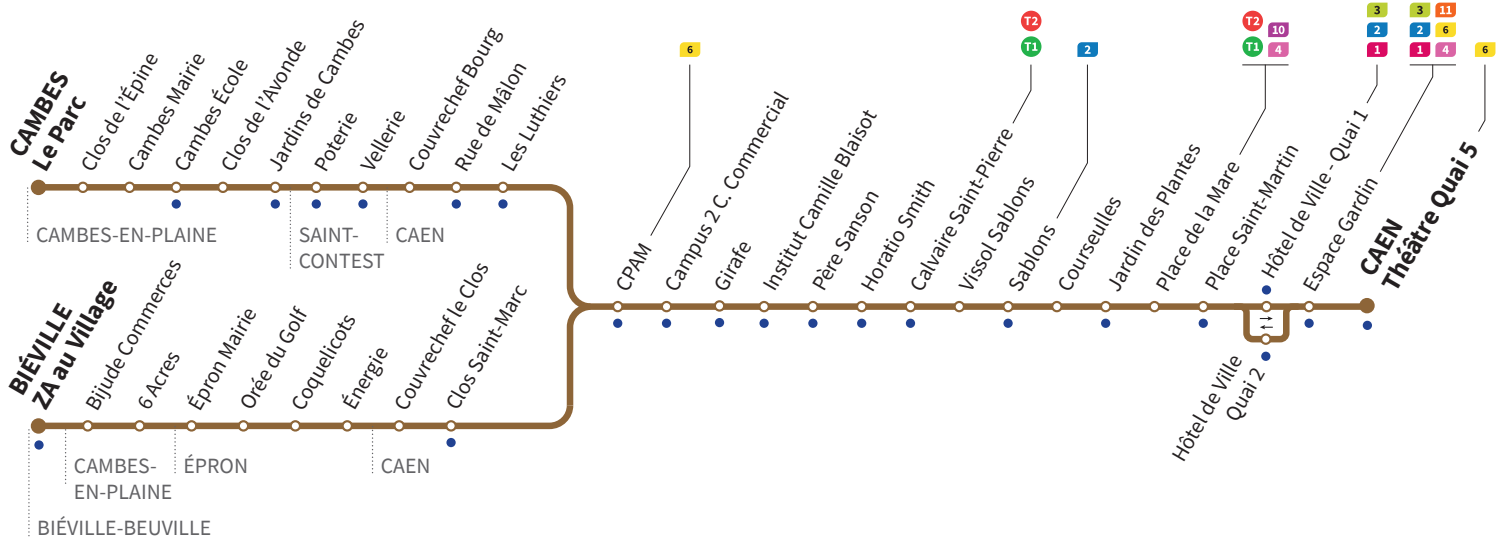 CAMBES
Le Parc
Clos de l'Épine
Cambes Mairie
Cambes École
Clos de l'Avonde
Jardins de Cambes
Poterie
Vellerie
Couvrechef Bourg
Rue de Mâlon
Les Luthiers
CAMBES-EN-PLAINE
SAINT-
CONTEST
CAEN
BIÉVILLE
ZA au Village
Bijude Commerces
6 Acres
Épron Mairie
Orée du Golf
Coquelicots
Énergie
Couvrechef le Clos
Clos Saint-Marc
CAMBES-
EN-PLAINE
ÉPRON
CAEN
BIÉVILLE-BEUVILLE
6
CPAM
Campus 2 C. Commercial
Girafe
Institut Camille Blaisot
Père Sanson
Horatio Smith
T2
T1
Calvaire Saint-Pierre
Vissol Sablons
2
Sablons
Courseulles
Jardin des Plantes
T2 10
T1 4
Place de la Mare
Place Saint-Martin
3
2
1
Hôtel de Ville - Quai 1
Hôtel de Ville
Quai 2
3 11
2 6
1 4
Espace Gardin
6
CAEN
Théâtre Quai 5